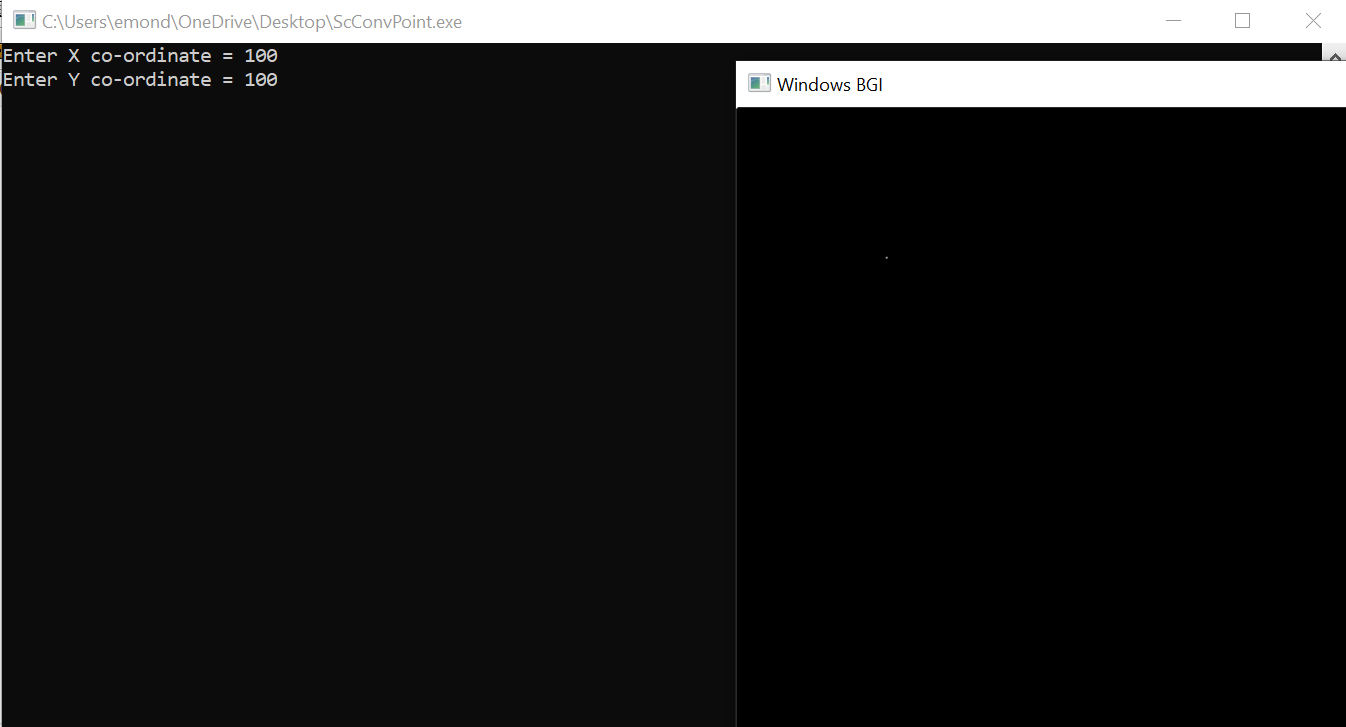 C:\Users\emond\OneDrive\Desktop\ScConvPoint.exe
Enter X co-ordinate = 100
Enter Y co-ordinate = 100
Windows BGI